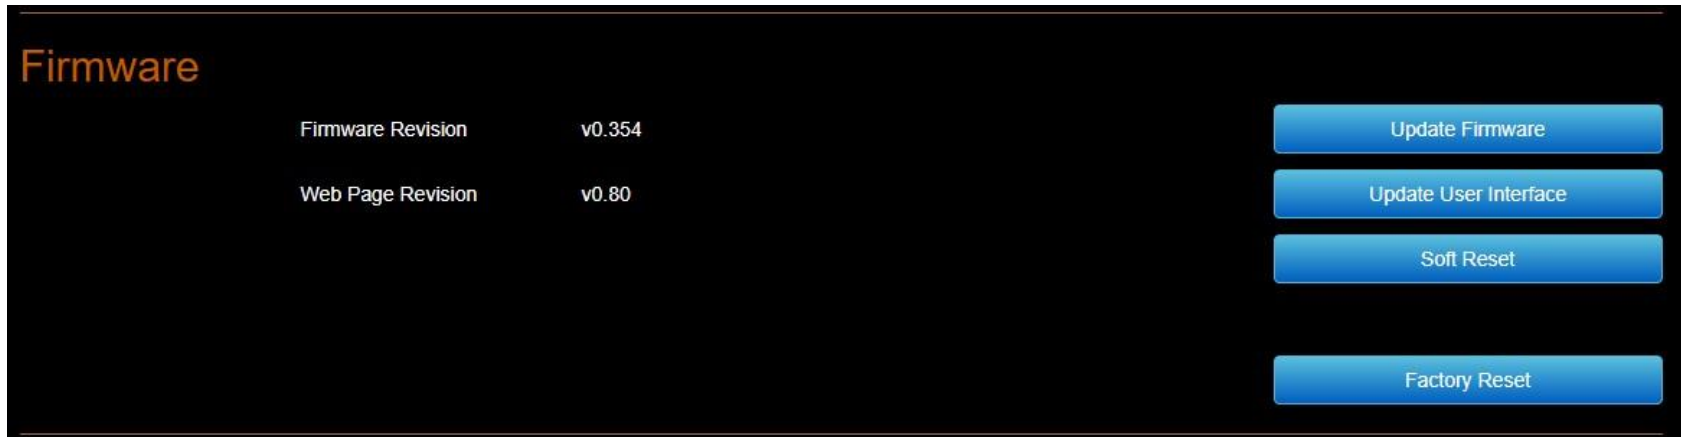 Firmware
Firmware Revision v0.354 Update Firmware
Web Page Revision v0.80 Update User Interface
Soft Reset
Factory Reset